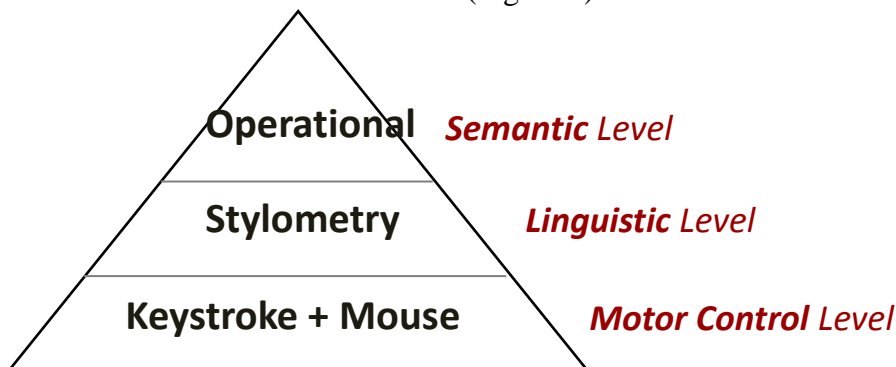 Operational Semantic Level
Stylometry Linguistic Level
Keystroke + Mouse Motor Control Level